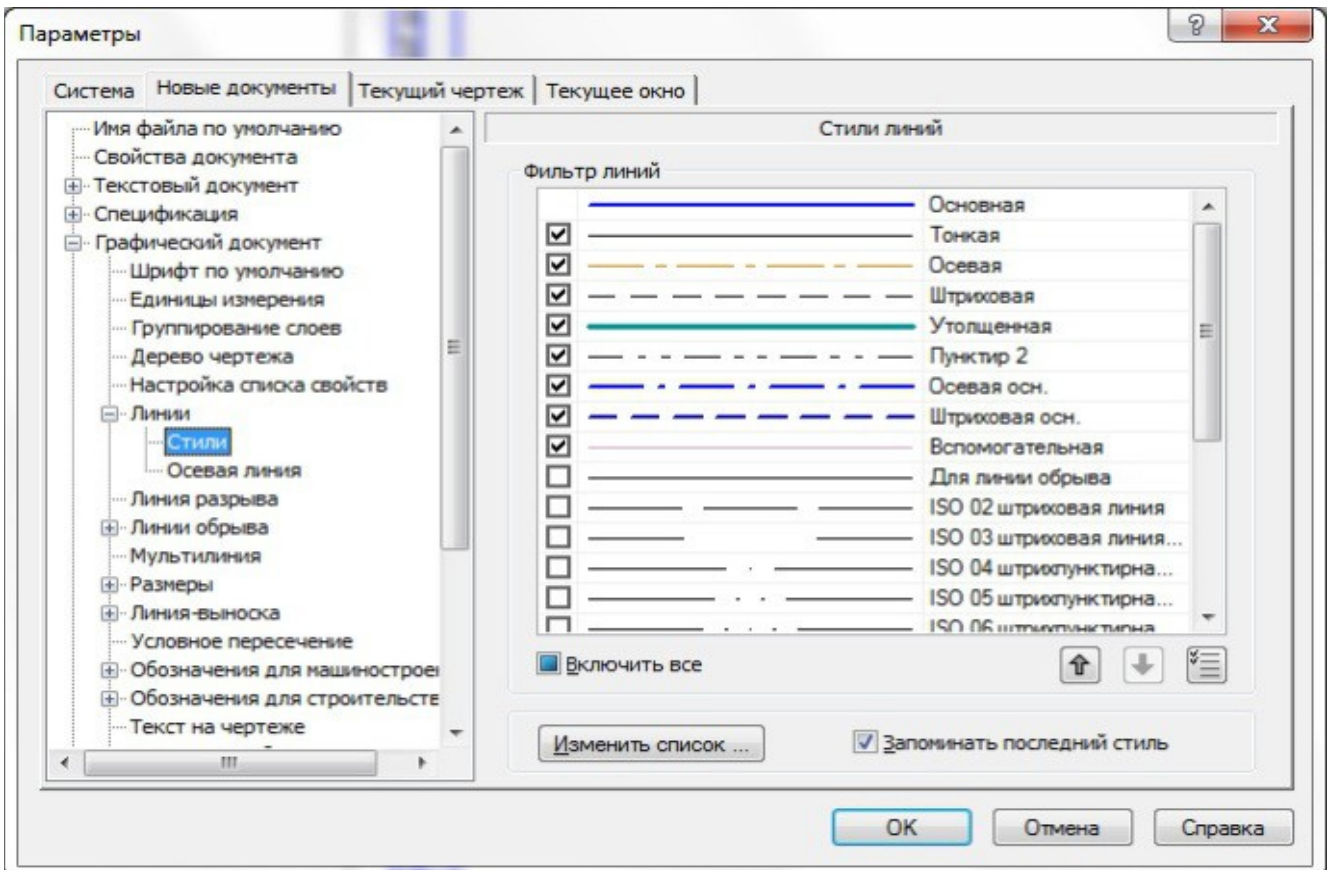 Параметры
Система
Новые документы
Текущий чертеж
Текущее окно
Имя файла по умолчанию
Свойства документа
Текстовый документ
Спецификация
Графический документ
Шрифт по умолчанию
Единицы измерения
Группирование слоев
Дерево чертежа
Настройка списка свойств
Линии
Стили
Осевая линия
Линия разрыва
Линии обрыва
Мультилиния
Размеры
Линия-выноска
Условное пересечение
Обозначения для машинострое
Обозначения для строительств
Текст на чертеже
Стили линий
Фильтр линий
Основная
Тонкая
Осевая
Штриховая
Утолщенная
Пунктир 2
Осевая осн.
Штриховая осн.
Вспомогательная
Для линии обрыва
ISO 02 штриховая линия
ISO 03 штриховая линия...
ISO 04 штрихпунктирна...
ISO 05 штрихпунктирна...
ISO 06 штрихпунктирна
Включить все
Изменить список ...
Запоминать последний стиль
OK
Отмена
Справка